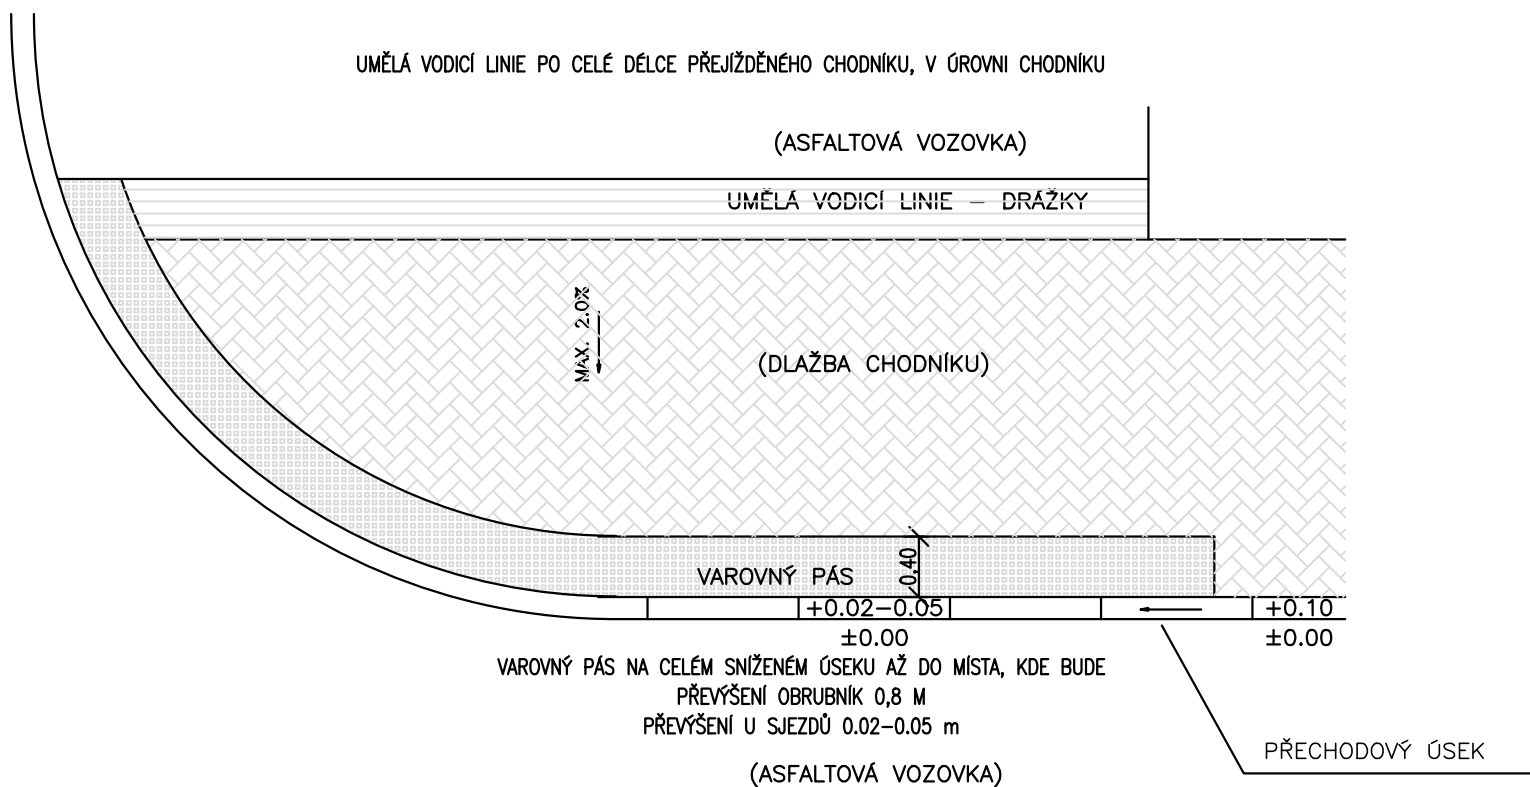 UMĚLÁ VODICÍ LINIE PO CELÉ DÉLCE PŘEJÍŽDĚNÉHO CHODNÍKU, V ÚROVNI CHODNÍKU
(ASFALTOVÁ VOZOVKA)
UMĚLÁ VODICÍ LINIE – DRÁŽKY
MAX. 2.0%
(DLAŽBA CHODNÍKU)
0,40
VAROVNÝ PÁS
+0.02-0.05
+0.10
±0.00
±0.00
VAROVNÝ PÁS NA CELÉM SNÍŽENÉM ÚSEKU AŽ DO MÍSTA, KDE BUDE
PŘEVÝŠENÍ OBRUBNÍK 0,8 M
PŘEVÝŠENÍ U SJEZDŮ 0.02-0.05 m
PŘECHODOVÝ ÚSEK
(ASFALTOVÁ VOZOVKA)